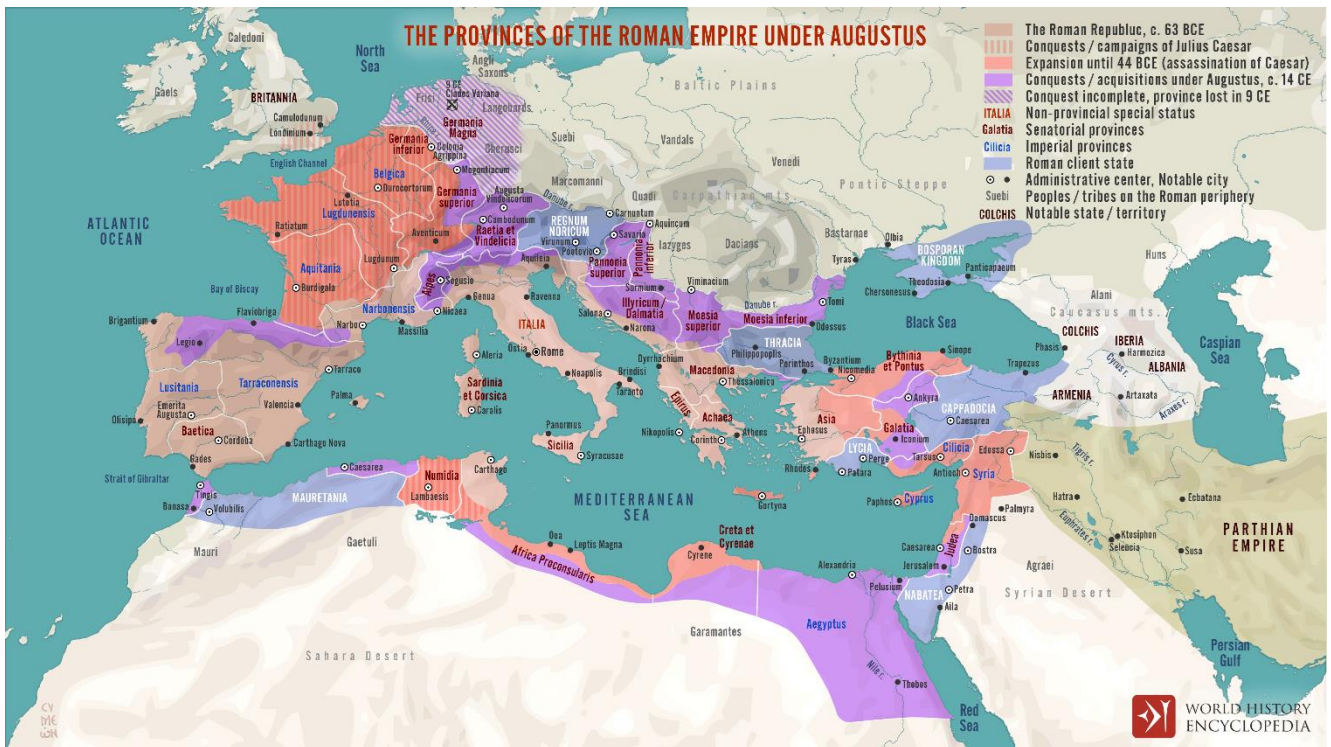 THE PROVINCES OF THE ROMAN EMPIRE UNDER AUGUSTUS
The Roman Republuc, c. 63 BCE
Conquests / campaigns of Julius Caesar
Expansion until 44 BCE (assassination of Caesar)
Conquests / acquisitions under Augustus, c. 14 CE
Conquest incomplete, province lost in 9 CE
ITALIA Non-provincial special status
Galatia Senatorial provinces
Cilicia Imperial provinces
Roman client state
Administrative center, Notable city
Suebi Peoples / tribes on the Roman periphery
COLCHIS Notable state / territory
Caledoni
North
Sea
Angli
Saxons
Baltic Plains
Gaels
BRITANNIA
Camulodunum
Londinium
English Channel
Frisi
9 CE
Clades Variana
Langobards
Germania
Magna
Cherusci
Suebi
Vandals
Venedi
Marcomanni
Quadi
Carpathian mts.
Pontic Steppe
Germania
inferior
Colonia
Agrippina
Mogontiacum
Belgica
Durocortorum
Germania
superior
Lutetia
Lugdunensis
Augusta
Vindelicorum
Cambodunum
Raetia et
Vindelicia
Danube r.
REGNUM
NORICUM
Virunum
Poetovio
Carnuntum
Savaria
Aquincum
Pannonia
superior
Pannonia
inferior
Iazyges
Dacians
Bastarnae
Tyras
Olbia
BOSPORAN
KINGDOM
Panticapaeum
Theodosia
Chersonesus
Huns
Alani
Caucasus mts.
ATLANTIC
OCEAN
Ratiatum
Aventicum
Aquitania
Lugdunum
Burdigala
Bay of Biscay
Alpes
Segusio
Aquileia
Genua
Ravenna
Narbonensis
Nicaea
Narbo
Massilia
Sirmium
Illyricum/
Dalmatia
Salona
Narona
Viminacium
Moesia
superior
Danube r.
Moesia inferior
Tomi
Odessus
Black Sea
COLCHIS
Phasis
IBERIA
Harmozica
ALBANIA
Cyrus r.
Caspian
Sea
Brigantium
Flaviobriga
Legio
Lusitania
Tarraconensis
Tarraco
Emerita
Augusta
Valencia
Palma
Olisipo
Baetica
Cordoba
Carthago Nova
Gades
ITALIA
Ostia
Rome
Aleria
Neapolis
Brindisi
Taranto
Sardinia
et Corsica
Caralis
Panormus
Sicilia
Syracusae
Dyrrhachium
THRACIA
Philippopolis
Perinthos
Byzantium
Macedonia
Thessalonica
Epirus
Achaea
Nikopolis
Athens
Corinth
Bythinia
et Pontus
Nicomedia
Sinope
Trapezus
Ankyra
Asia
Ephesus
Galatia
Iconium
CAPPADOCIA
Caesarea
ARMENIA
Artaxata
Araxes r.
LYCIA
Perge
Patara
Rhodos
Cilicia
Tarsus
Edessa
Antioch
Syria
Nisbis
Tigris r.
Hatra
Ecbatana
Strait of Gibraltar
Tingis
Banasa
Volubilis
Caesarea
MAURETANIA
Numidia
Lambaesis
Carthago
MEDITERRANEAN
SEA
Gortyna
Paphos
Cyprus
Palmyra
Damascus
Euphrates r.
Ktosiphon
Seleucia
Susa
PARTHIAN
EMPIRE
Mauri
Gaetuli
Oea
Leptis Magna
Africa Proconsularis
Creta et
Cyrenae
Cyrene
Alexandria
Pelusium
Caesarea
Jerusalem
Judea
Bostra
NABATEA
Petra
Aila
Agraei
Syrian Desert
Persian
Gulf
Garamantes
Aegyptus
Nile r.
Thebes
Sahara Desert
Red
Sea
WORLD HISTORY
ENCYCLOPEDIA